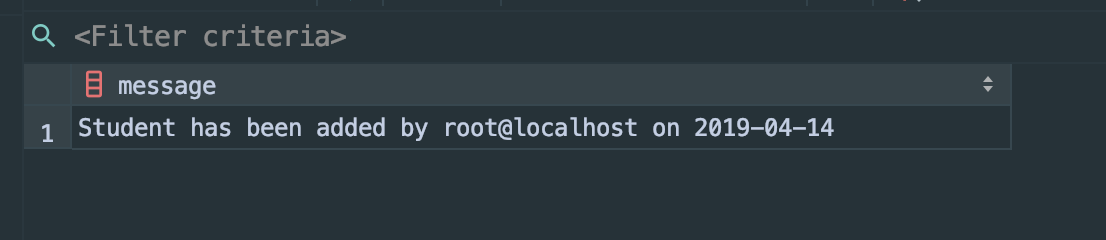 <Filter criteria>
message
1 Student has been added by root@localhost on 2019-04-14